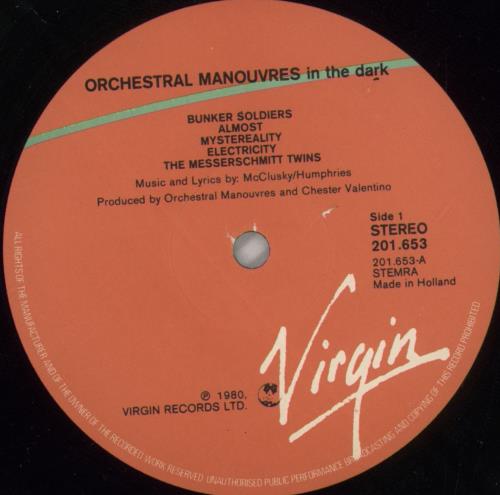 ORCHESTRAL MANOUVRES in the dark
BUNKER SOLDIERS
ALMOST
MYSTEREALITY
ELECTRICITY
THE MESSERSCHMITT TWINS
Music and Lyrics by: McClusky/Humphries
Produced by Orchestral Manouvres and Chester Valentino
Side 1
STEREO
201.653
201.653-A
STEMRA
Made in Holland
Virgin
℗ 1980,
VIRGIN RECORDS LTD.
ALL RIGHTS OF THE MANUFACTURER AND OF THE OWNER OF THE RECORDED WORK RESERVED UNAUTHORISED PUBLIC PERFORMANCE BROADCASTING AND COPYING OF THIS RECORD PROHIBITED